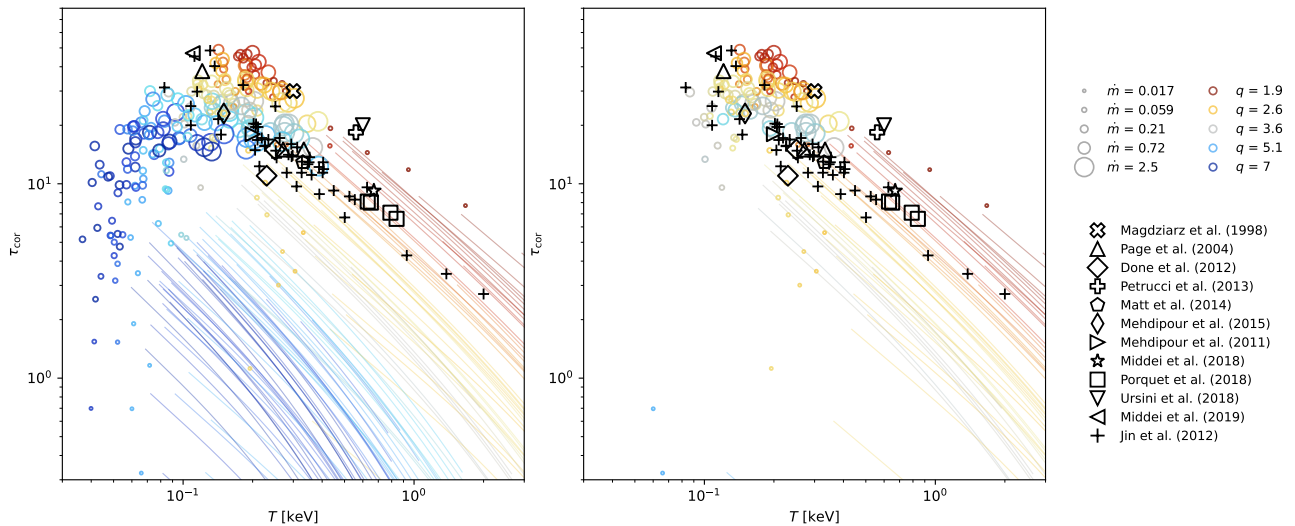 τcor
10¹
10⁰
10⁻¹
10⁰
T [keV]
τcor
10¹
10⁰
10⁻¹
10⁰
T [keV]
ṁ = 0.017
ṁ = 0.059
ṁ = 0.21
ṁ = 0.72
ṁ = 2.5
q = 1.9
q = 2.6
q = 3.6
q = 5.1
q = 7
Magdziarz et al. (1998)
Page et al. (2004)
Done et al. (2012)
Petrucci et al. (2013)
Matt et al. (2014)
Mehdipour et al. (2015)
Mehdipour et al. (2011)
Middei et al. (2018)
Porquet et al. (2018)
Ursini et al. (2018)
Middei et al. (2019)
Jin et al. (2012)